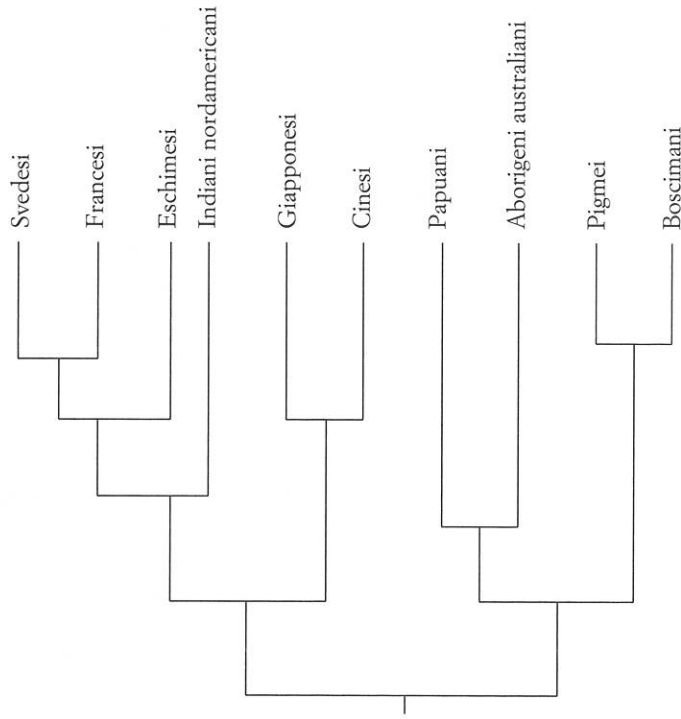 Svedesi
Francesi
Eschimesi
Indiani nordamericani
Giapponesi
Cinesi
Papuani
Aborigeni australiani
Pigmei
Boscimani